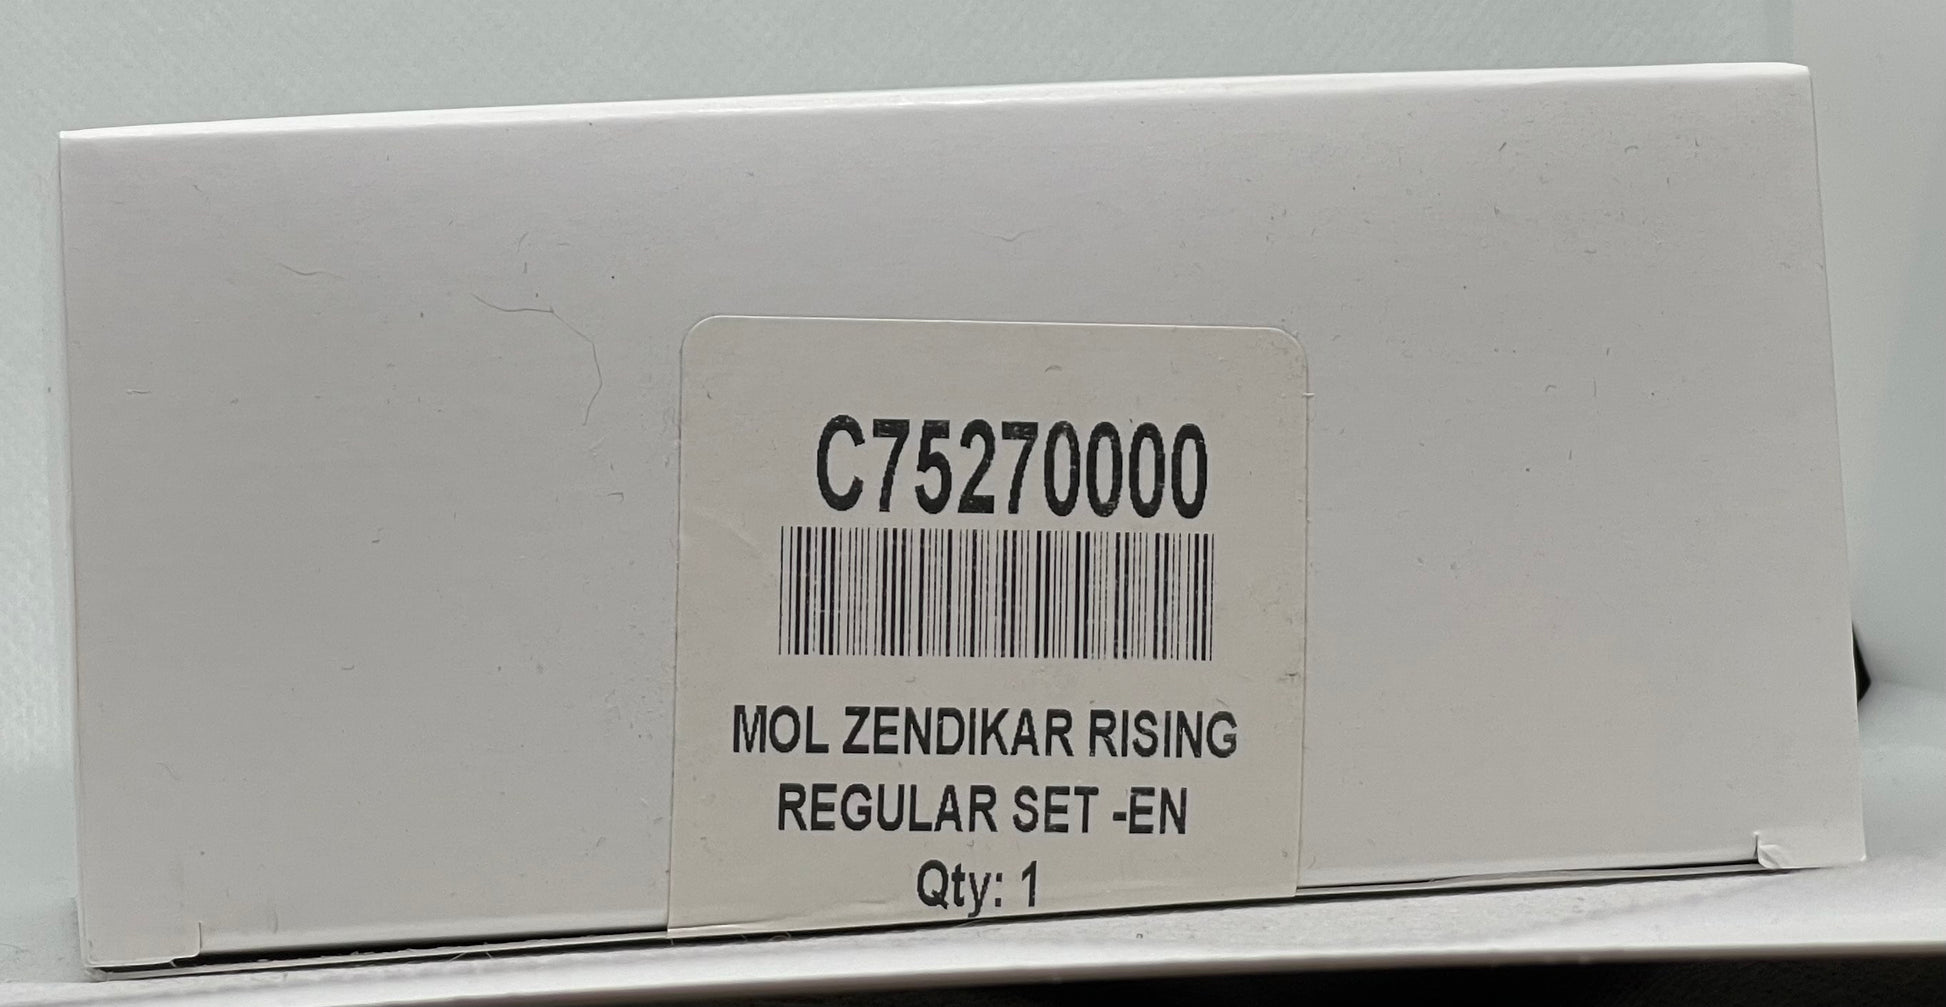 C75270000
MOL ZENDIKAR RISING
REGULAR SET -EN
Qty: 1